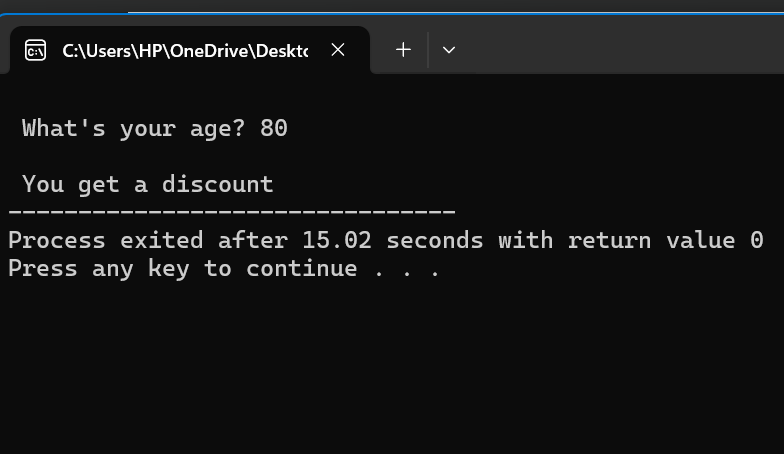 C:\Users\HP\OneDrive\Deskto
What's your age? 80
You get a discount
--------------------------------
Process exited after 15.02 seconds with return value 0
Press any key to continue . . .